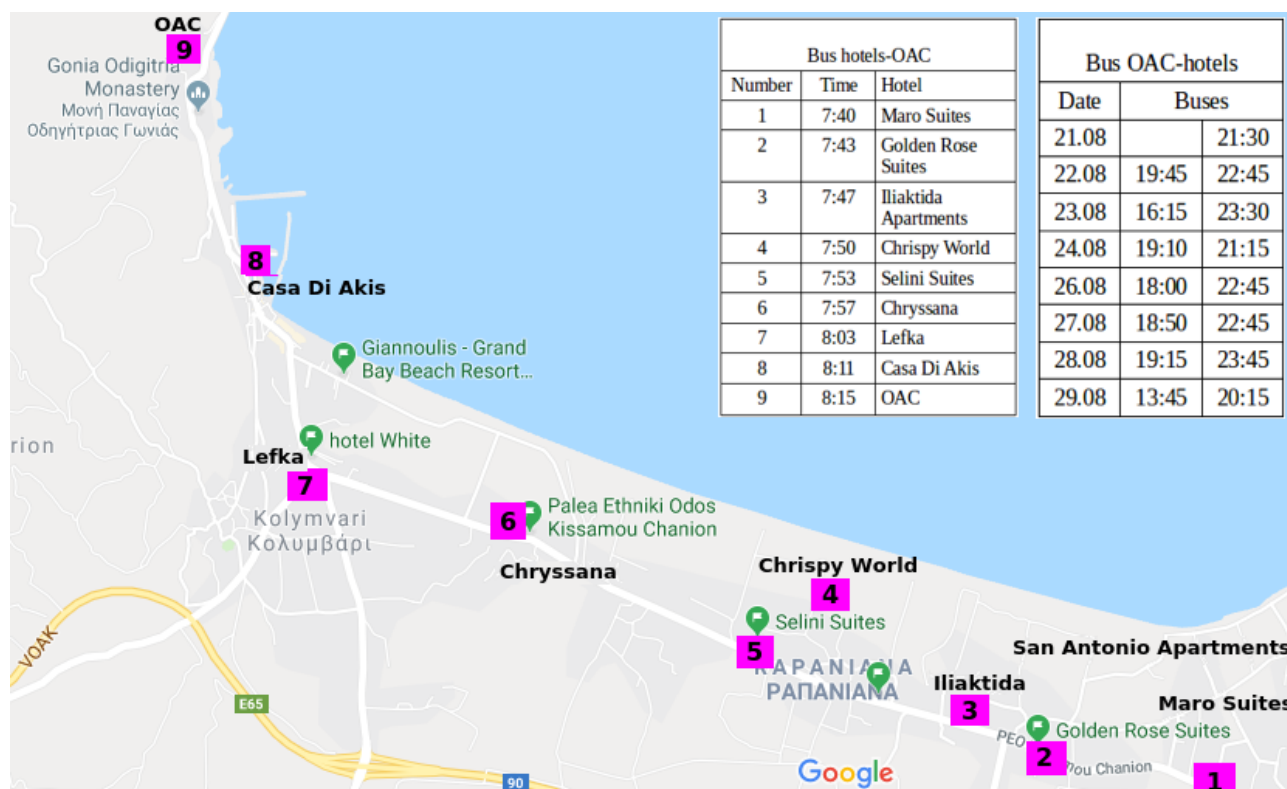 OAC
9
Gonia Odigitria
Monastery
Μονή Παναγίας
Οδηγήτριας Γωνιάς
8
Casa Di Akis
Giannoulis - Grand
Bay Beach Resort...
rion
hotel White
Lefka
7
Kolymvari
Κολυμβάρι
6
Palea Ethniki Odos
Kissamou Chanion
Chryssana
Chrispy World
4
Selini Suites
5
ΡΑΠΑΝΙΑΝΑ
San Antonio Apartments
Iliaktida
3
Maro Suites
Golden Rose Suites
PEO
2
mou Chanion
1
VOAK
E65
90
Google
Bus hotels-OAC
Number Time Hotel
1 7:40 Maro Suites
2 7:43 Golden Rose
Suites
3 7:47 Iliaktida
Apartments
4 7:50 Chrispy World
5 7:53 Selini Suites
6 7:57 Chryssana
7 8:03 Lefka
8 8:11 Casa Di Akis
9 8:15 OAC
Bus OAC-hotels
Date Buses
21.08 21:30
22.08 19:45 22:45
23.08 16:15 23:30
24.08 19:10 21:15
26.08 18:00 22:45
27.08 18:50 22:45
28.08 19:15 23:45
29.08 13:45 20:15